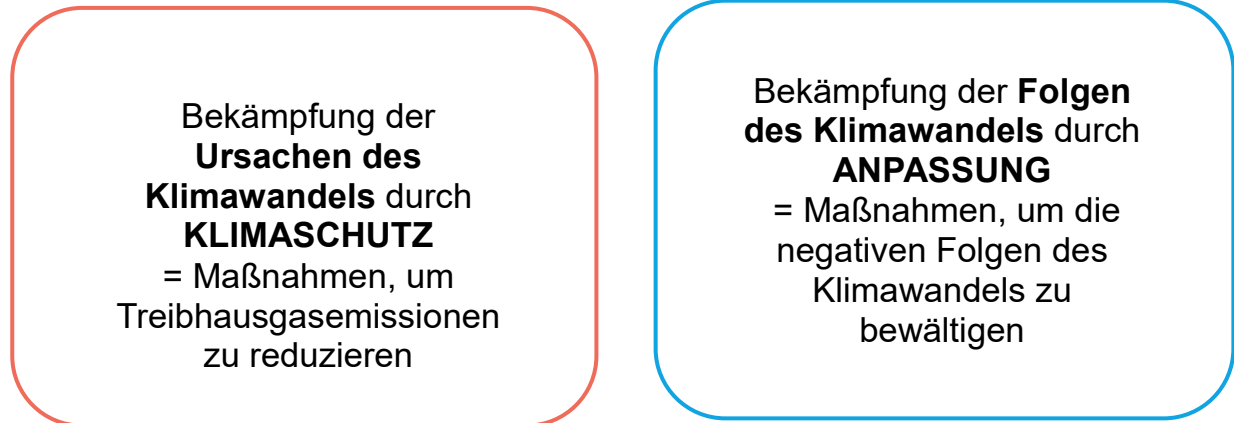 Bekämpfung der
Ursachen des
Klimawandels durch
KLIMASCHUTZ
= Maßnahmen, um
Treibhausgasemissionen
zu reduzieren
Bekämpfung der Folgen
des Klimawandels durch
ANPASSUNG
= Maßnahmen, um die
negativen Folgen des
Klimawandels zu
bewältigen